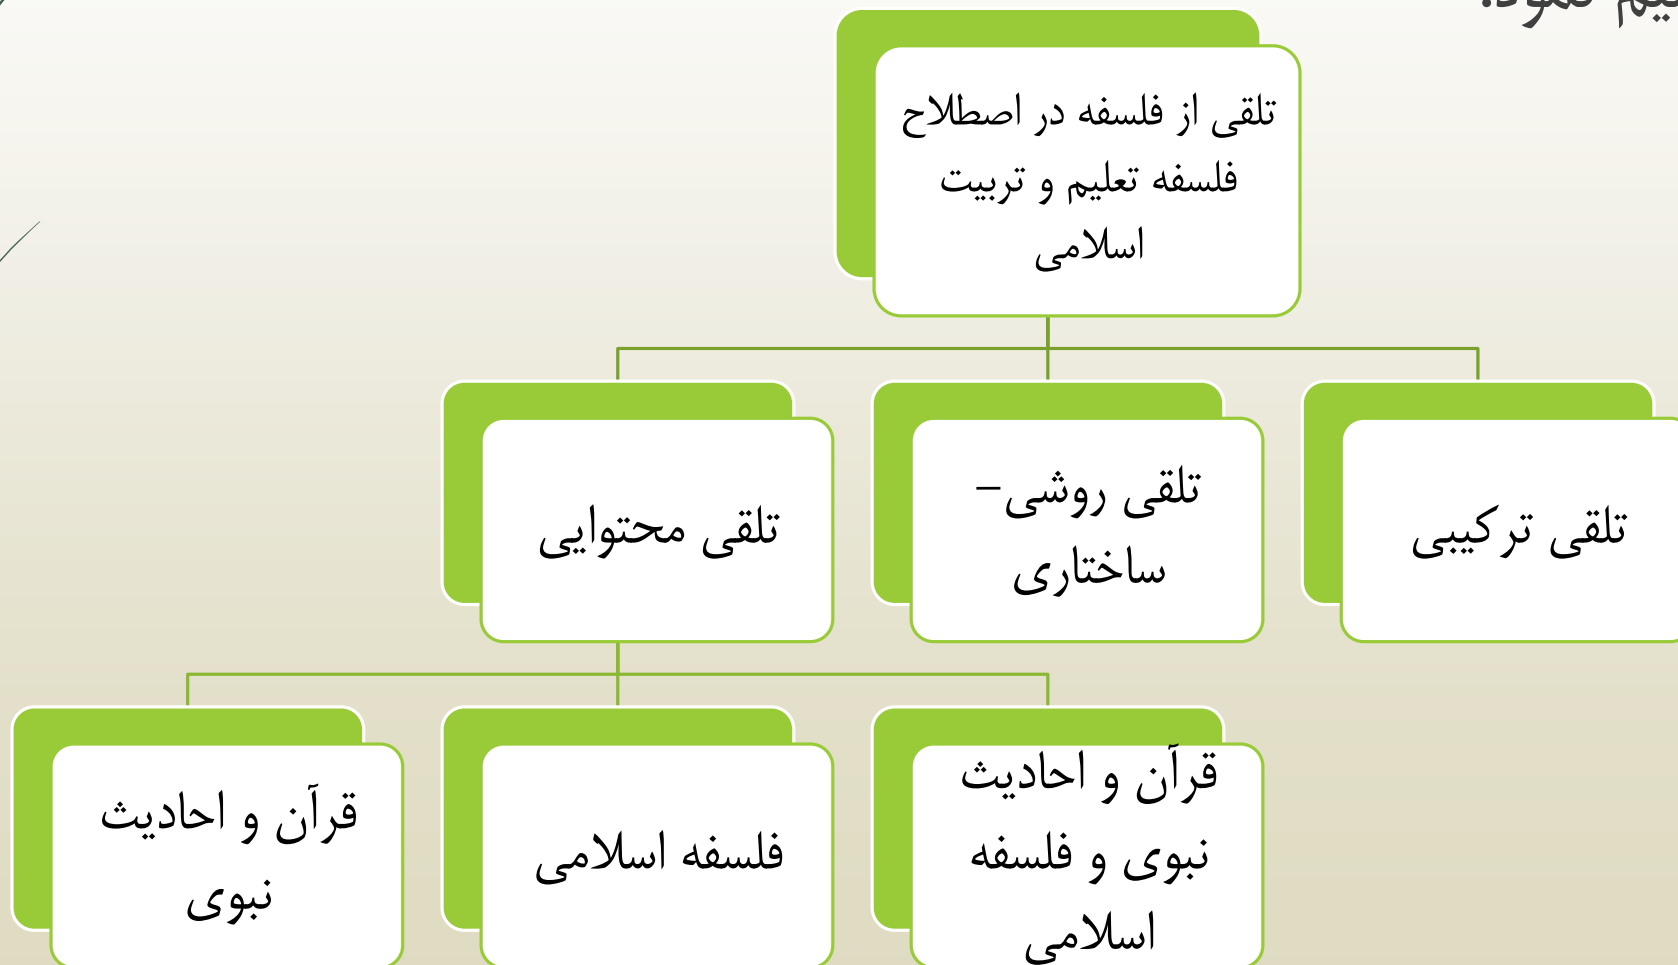 نمود.
تلقی از فلسفه در اصطلاح
فلسفه تعلیم و تربیت
اسلامی
تلقی ترکیبی
تلقی روشی-
ساختاری
تلقی محتوایی
قرآن و احادیث
نبوی و فلسفه
اسلامی
فلسفه اسلامی
قرآن و احادیث
نبوی